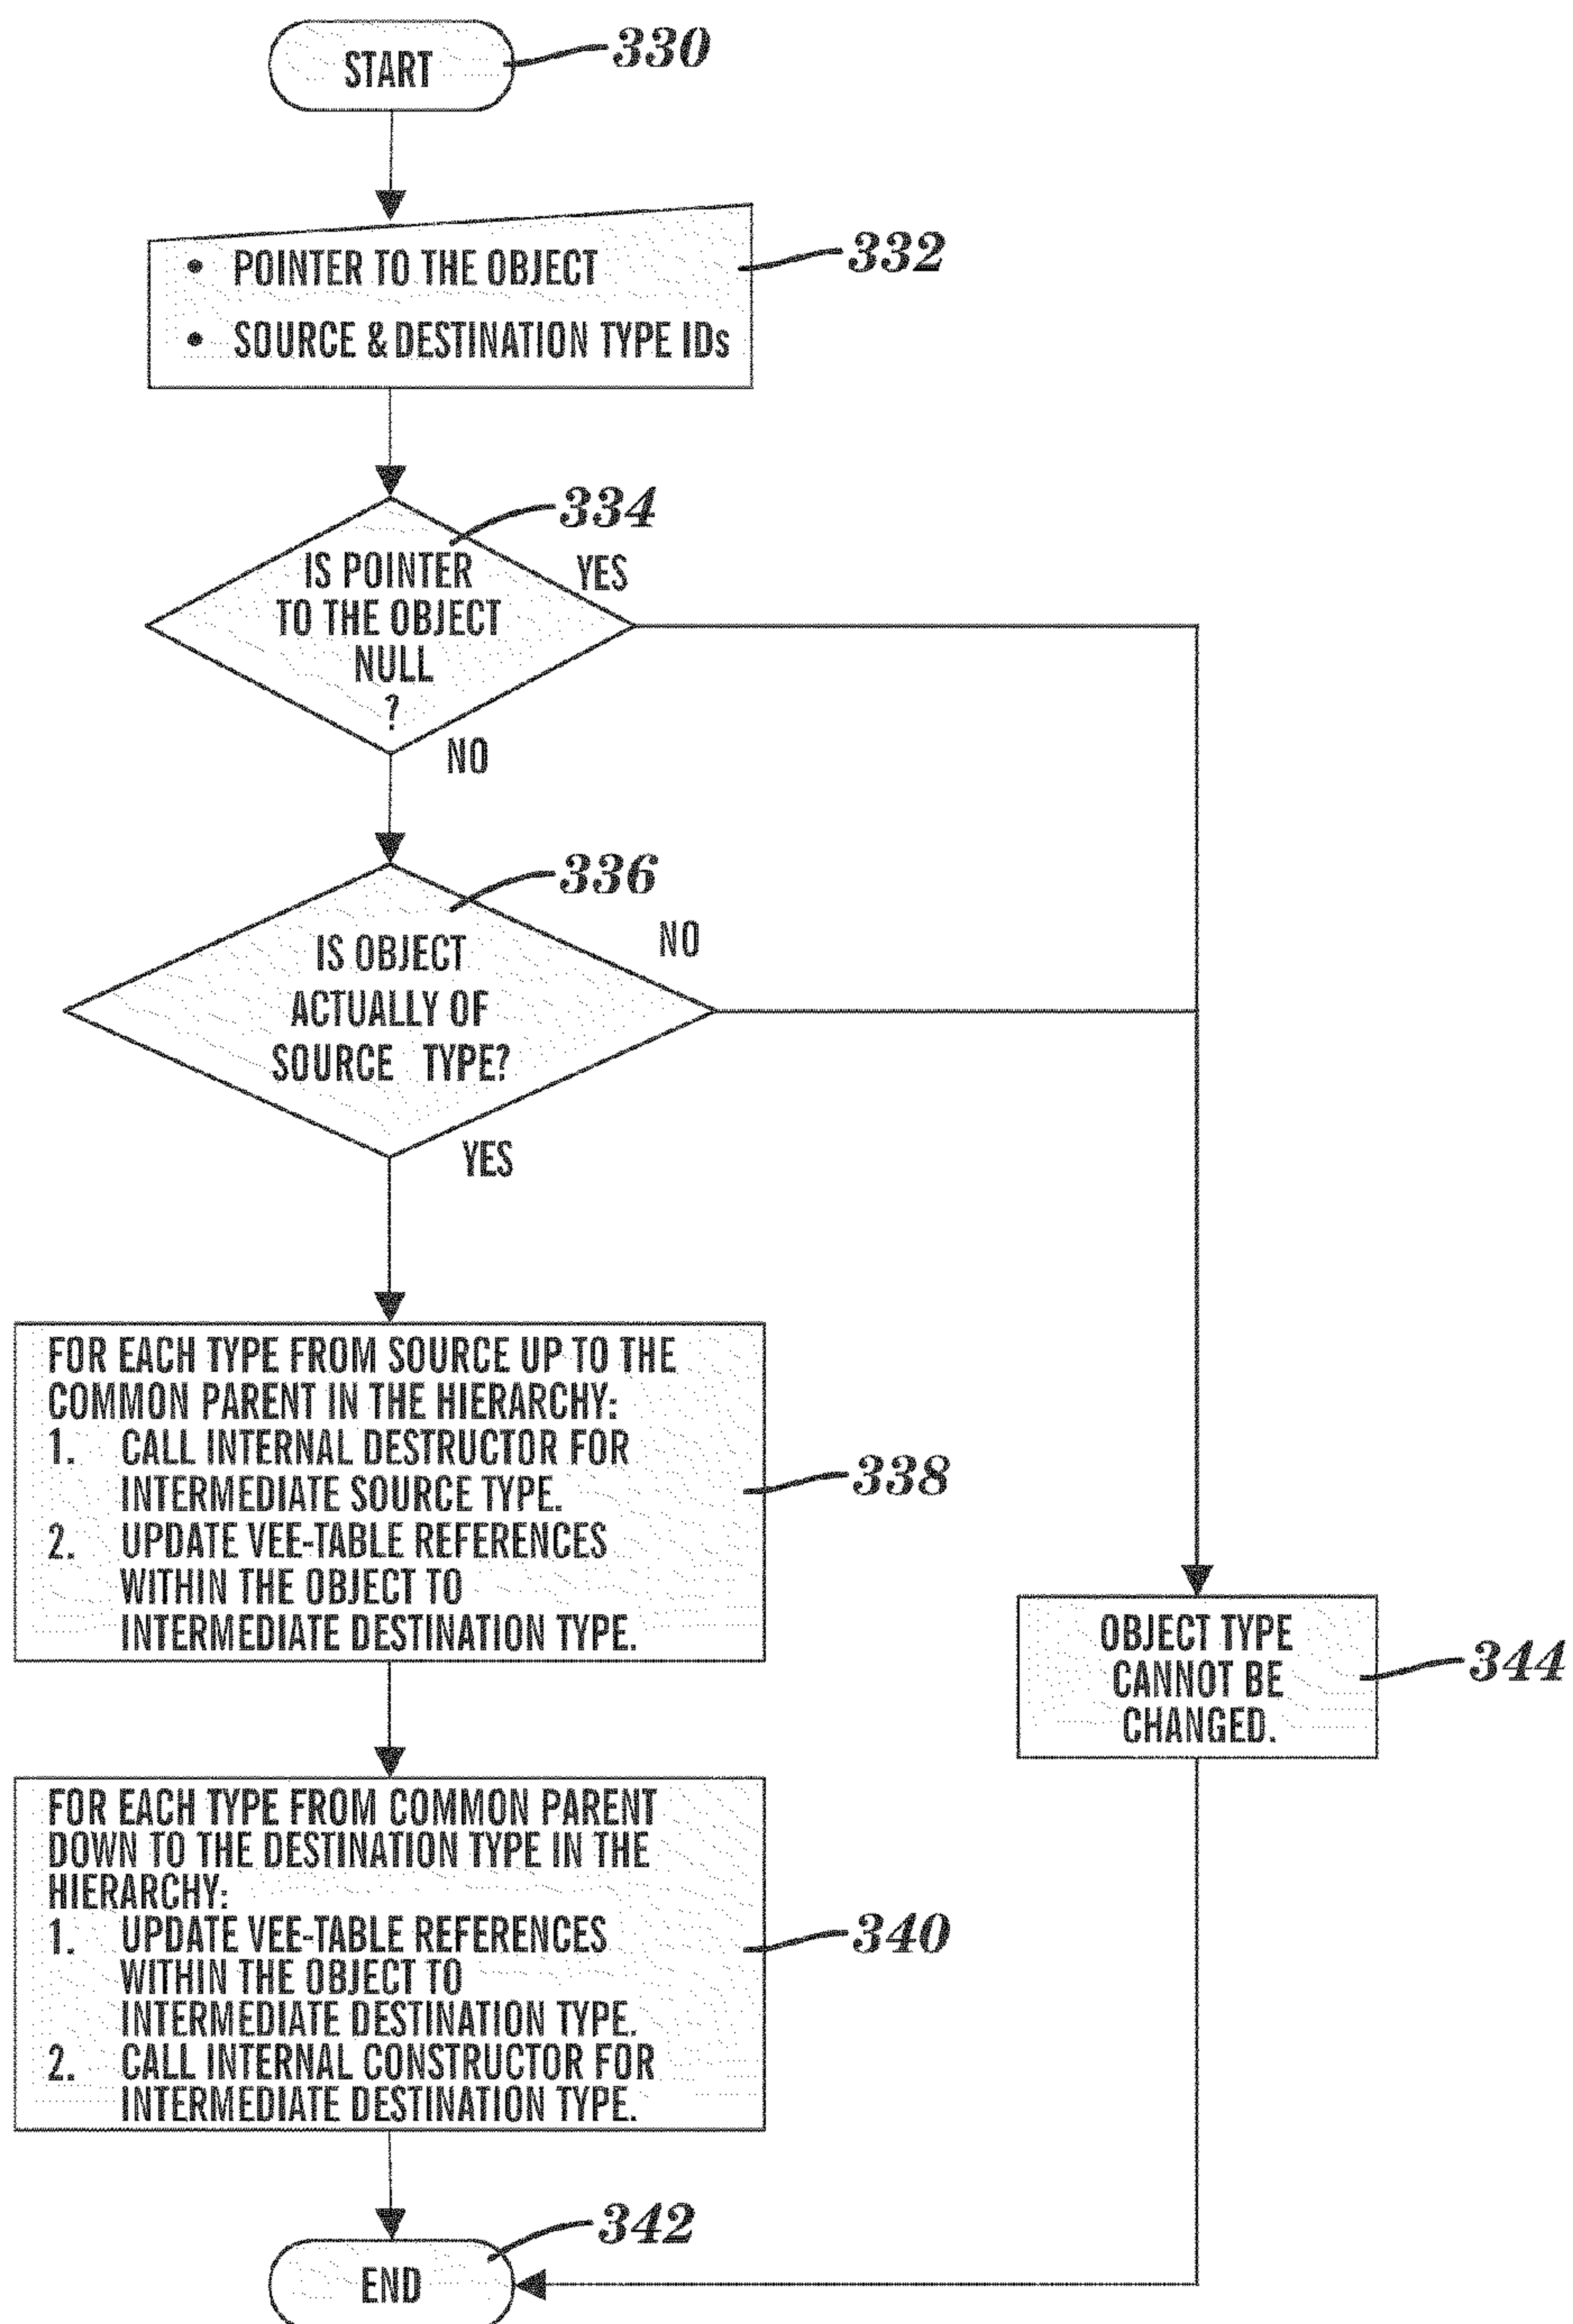 START
330
• POINTER TO THE OBJECT
332
• SOURCE & DESTINATION TYPE IDs
334
IS POINTER
TO THE OBJECT
NULL
?
YES
NO
336
IS OBJECT
ACTUALLY OF
SOURCE TYPE?
NO
YES
FOR EACH TYPE FROM SOURCE UP TO THE
COMMON PARENT IN THE HIERARCHY:
1. CALL INTERNAL DESTRUCTOR FOR
INTERMEDIATE SOURCE TYPE.
2. UPDATE VEE-TABLE REFERENCES
WITHIN THE OBJECT TO
INTERMEDIATE DESTINATION TYPE.
338
OBJECT TYPE
CANNOT BE
CHANGED.
344
FOR EACH TYPE FROM COMMON PARENT
DOWN TO THE DESTINATION TYPE IN THE
HIERARCHY:
1. UPDATE VEE-TABLE REFERENCES
WITHIN THE OBJECT TO
INTERMEDIATE DESTINATION TYPE.
2. CALL INTERNAL CONSTRUCTOR FOR
INTERMEDIATE DESTINATION TYPE.
340
342
END